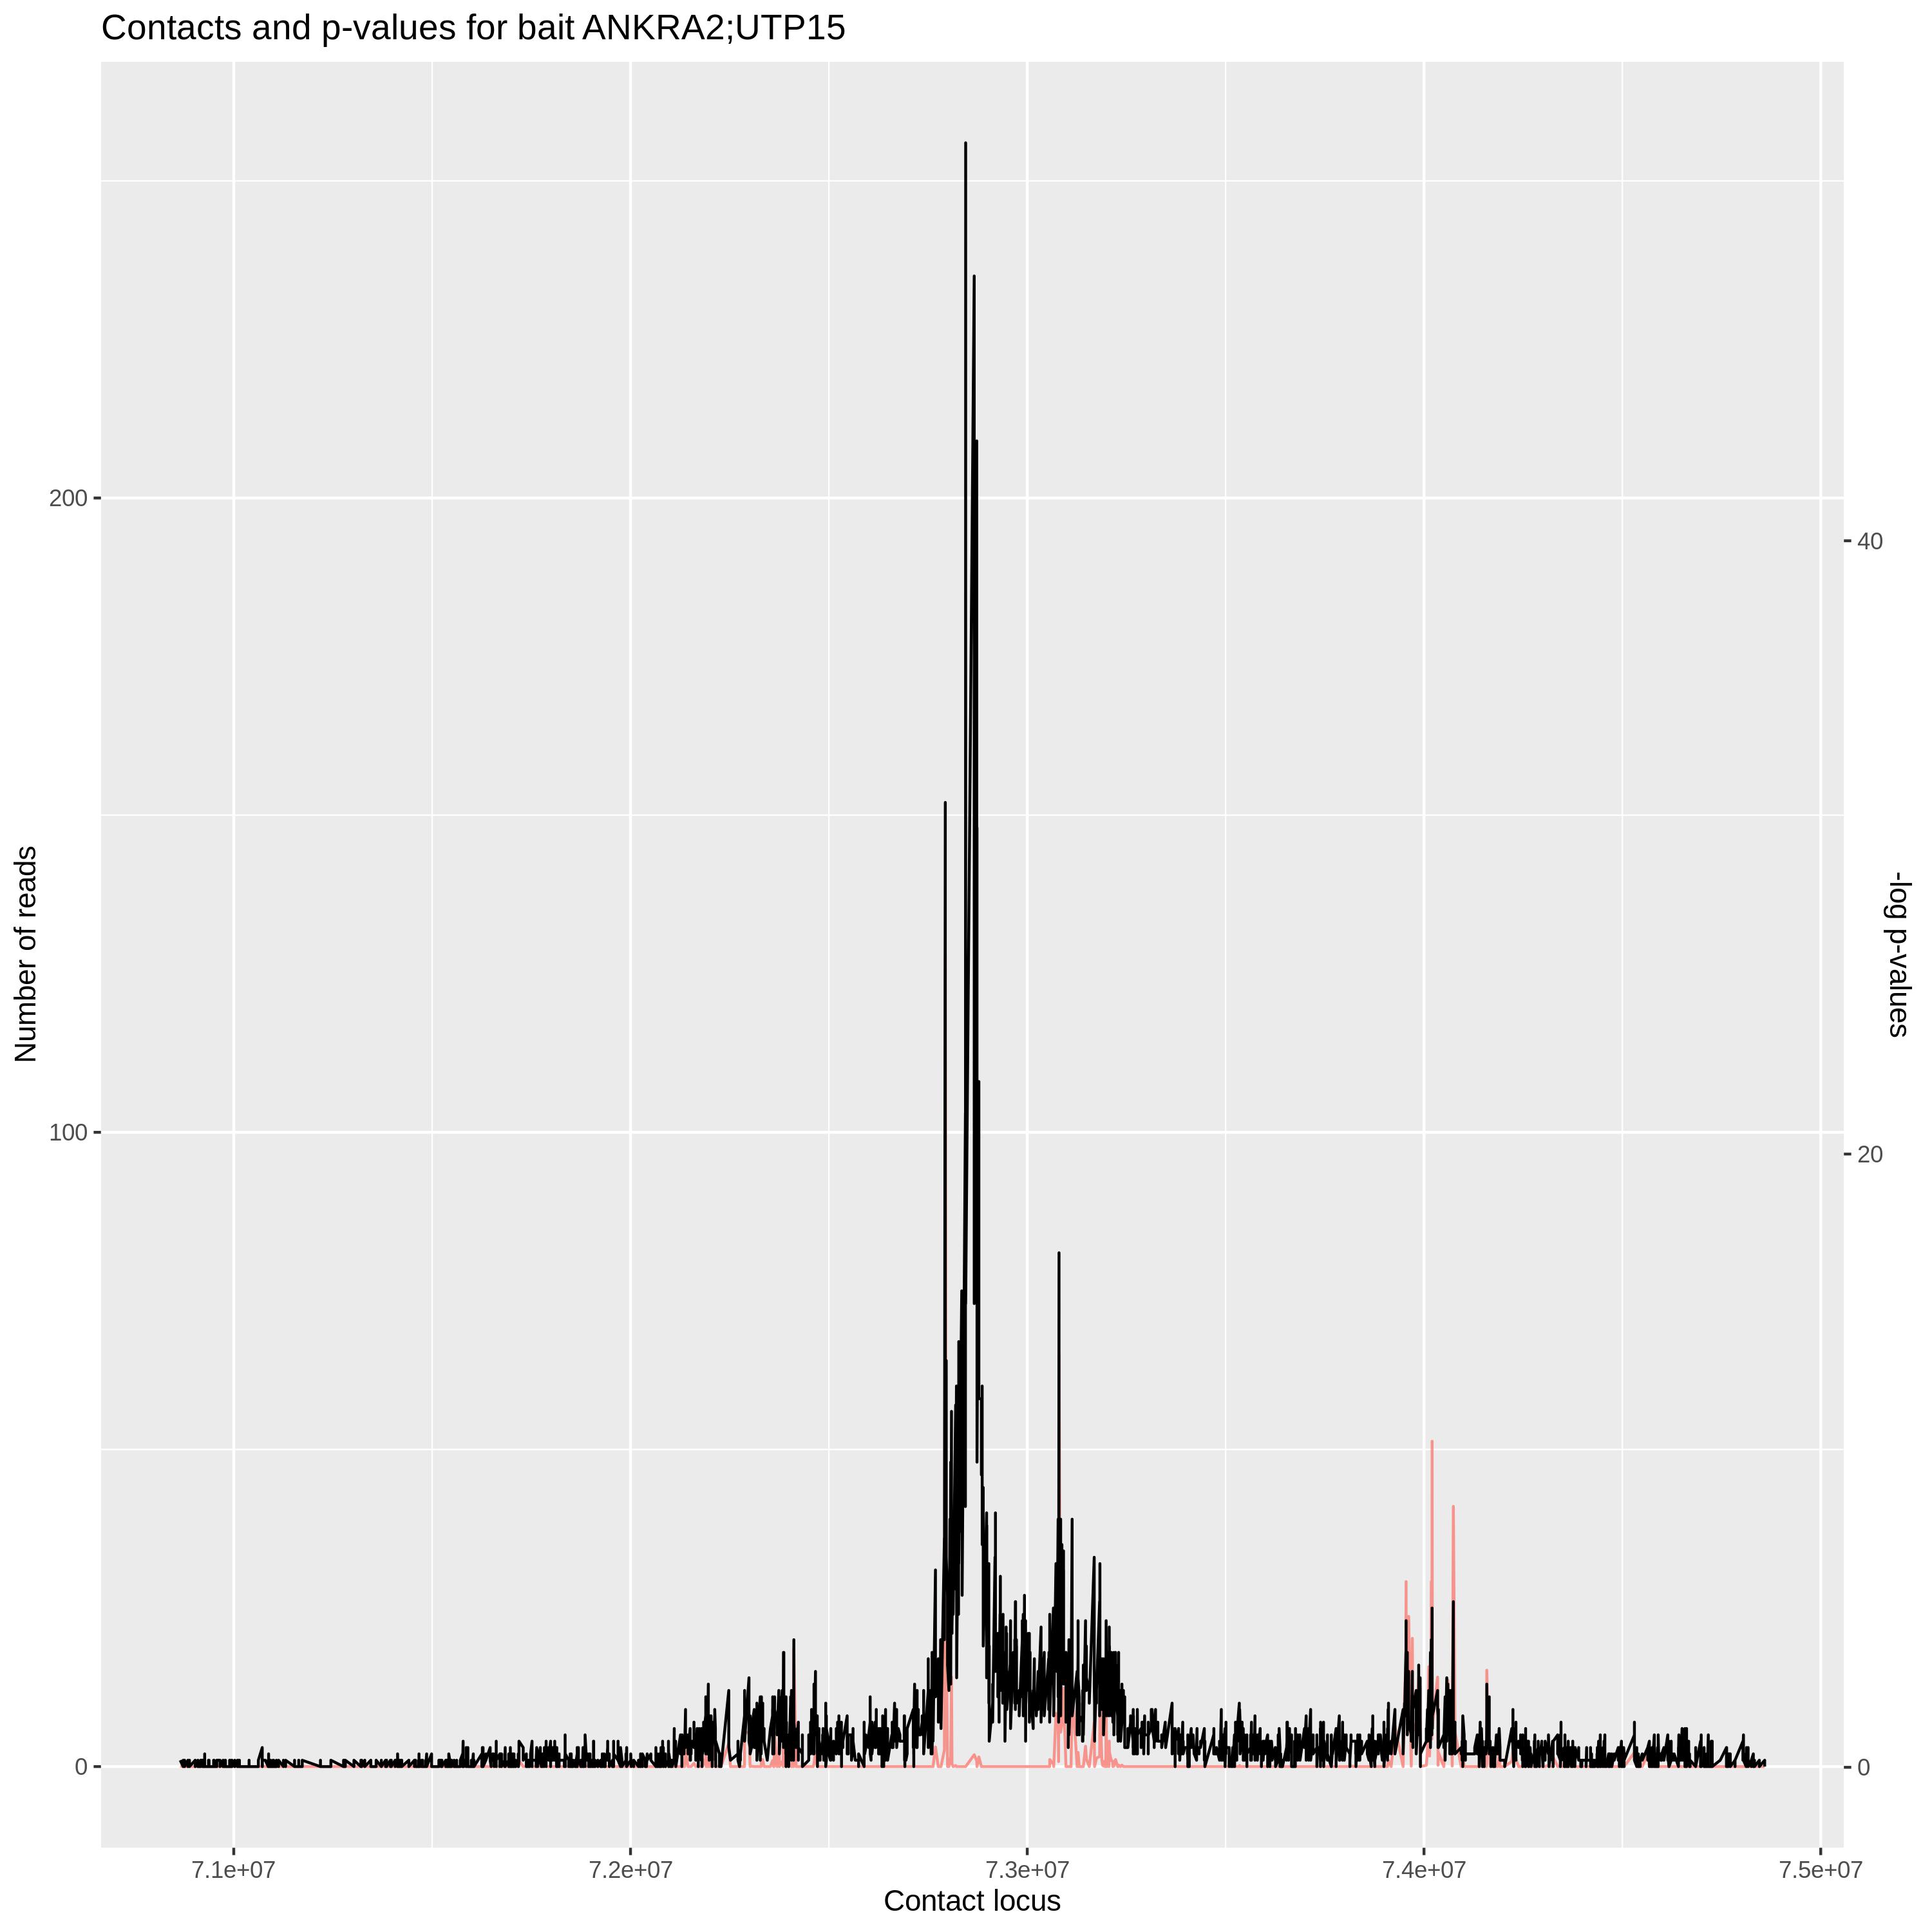 Contacts and p-values for bait ANKRA2;UTP15
200
100
0
Number of reads
40
20
0
-log p-values
7.1e+07
7.2e+07
7.3e+07
7.4e+07
7.5e+07
Contact locus